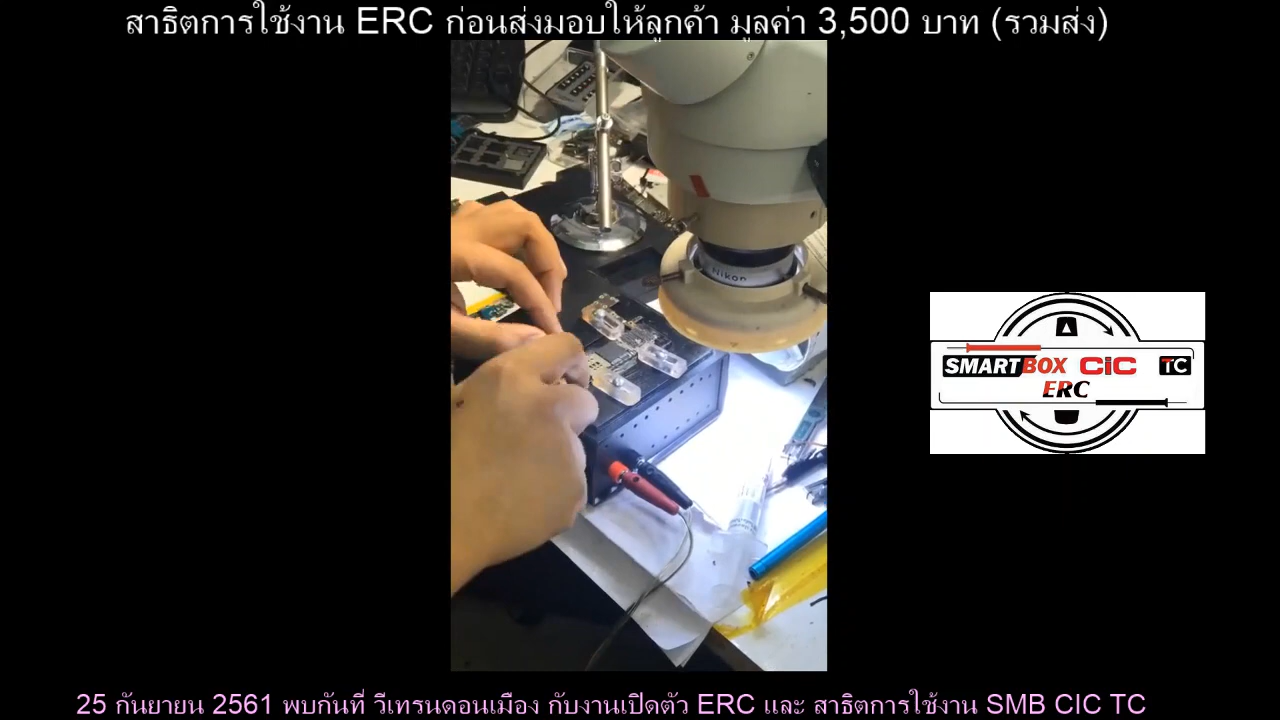 สาธิตการใช้งาน ERC ก่อนส่งมอบให้ลูกค้า มูลค่า 3,500 บาท (รวมส่ง)
Nikon
SMARTBOX CiC TC
ERC
25 กันยายน 2561 พบกันที่ วีเทรนดอนเมือง กับงานเปิดตัว ERC และ สาธิตการใช้งาน SMB CIC TC